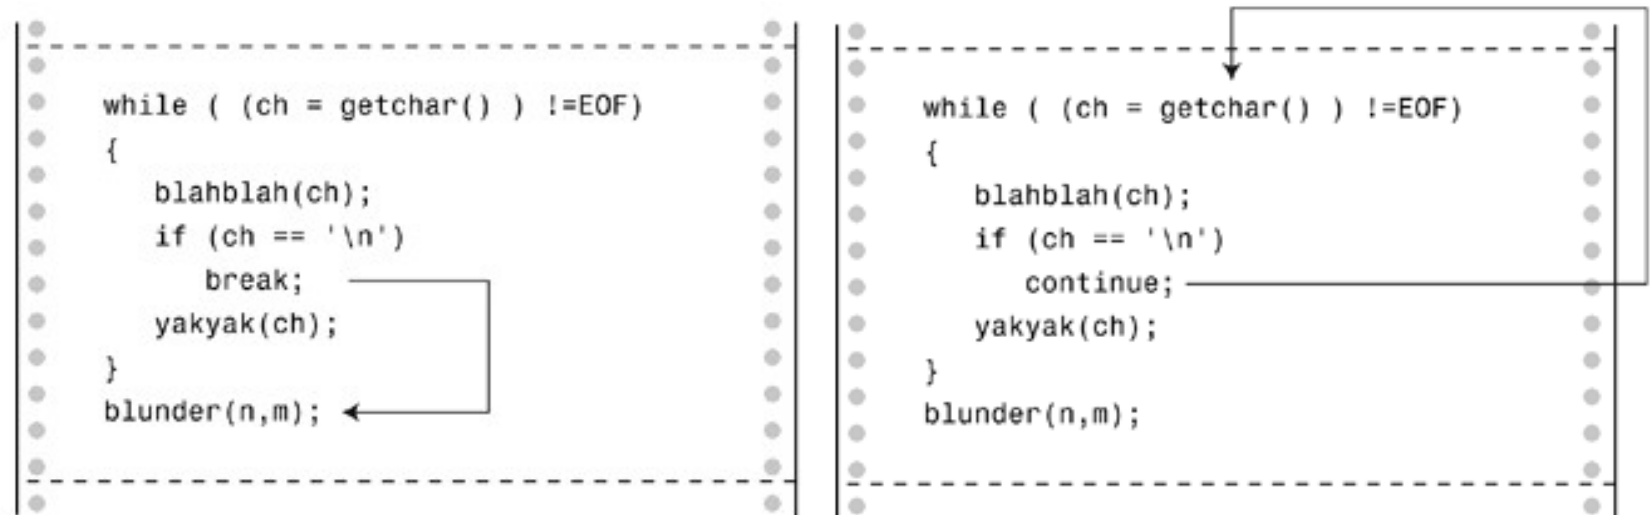 while ( (ch = getchar() ) !=EOF)
{
blahblah(ch);
if (ch == '\n')
break;
yakyak(ch);
}
blunder(n,m);
while ( (ch = getchar() ) !=EOF)
{
blahblah(ch);
if (ch == '\n')
continue;
yakyak(ch);
}
blunder(n,m);